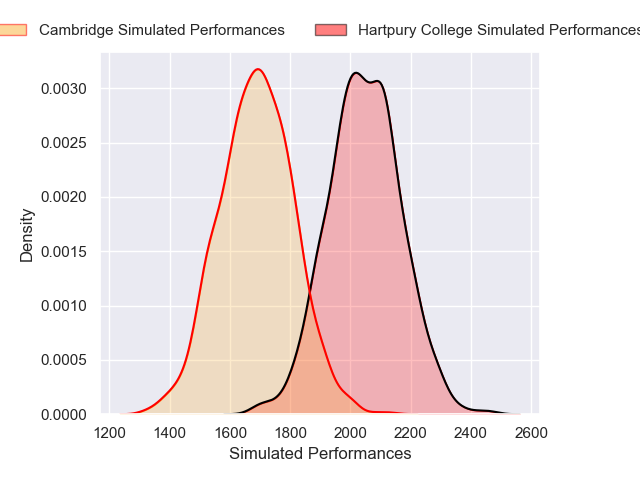 Cambridge Simulated Performances Hartpury College Simulated Performances
0.0030
0.0025
0.0020
0.0015
0.0010
0.0005
0.0000
Density
1200 1400 1600 1800 2000 2200 2400 2600
Simulated Performances